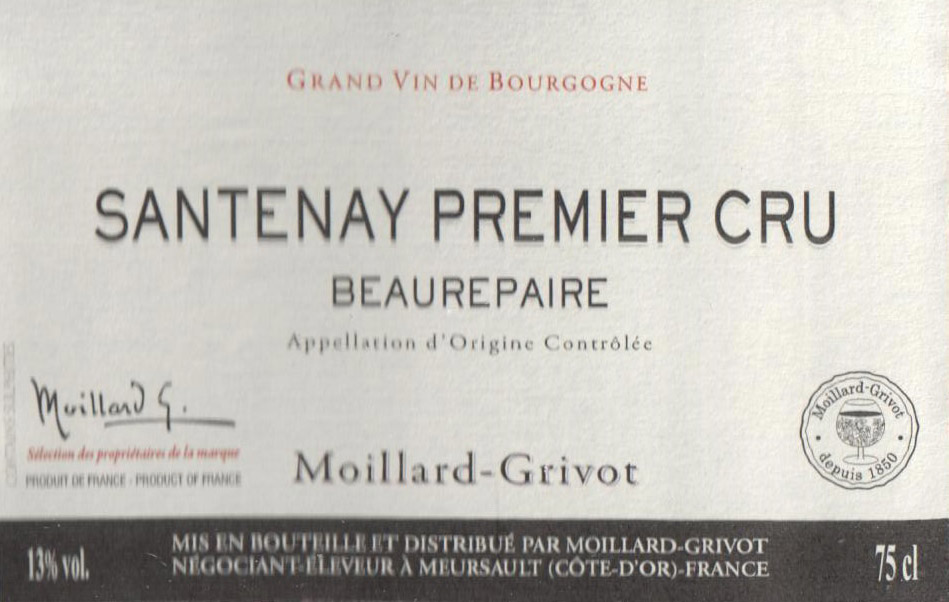 GRAND VIN DE BOURGOGNE
SANTENAY PREMIER CRU
BEAUREPAIRE
Appellation d'Origine Contrôlée
CONTAINS SULPHITES
Moillard G.
Sélection des propriétaires de la marque
PRODUIT DE FRANCE - PRODUCT OF FRANCE
Moillard-Grivot
Moillard-Grivot
depuis 1850
13% vol.
MIS EN BOUTEILLE ET DISTRIBUÉ PAR MOILLARD-GRIVOT
NÉGOCIANT-ÉLEVEUR À MEURSAULT (CÔTE-D'OR)-FRANCE
75 cl